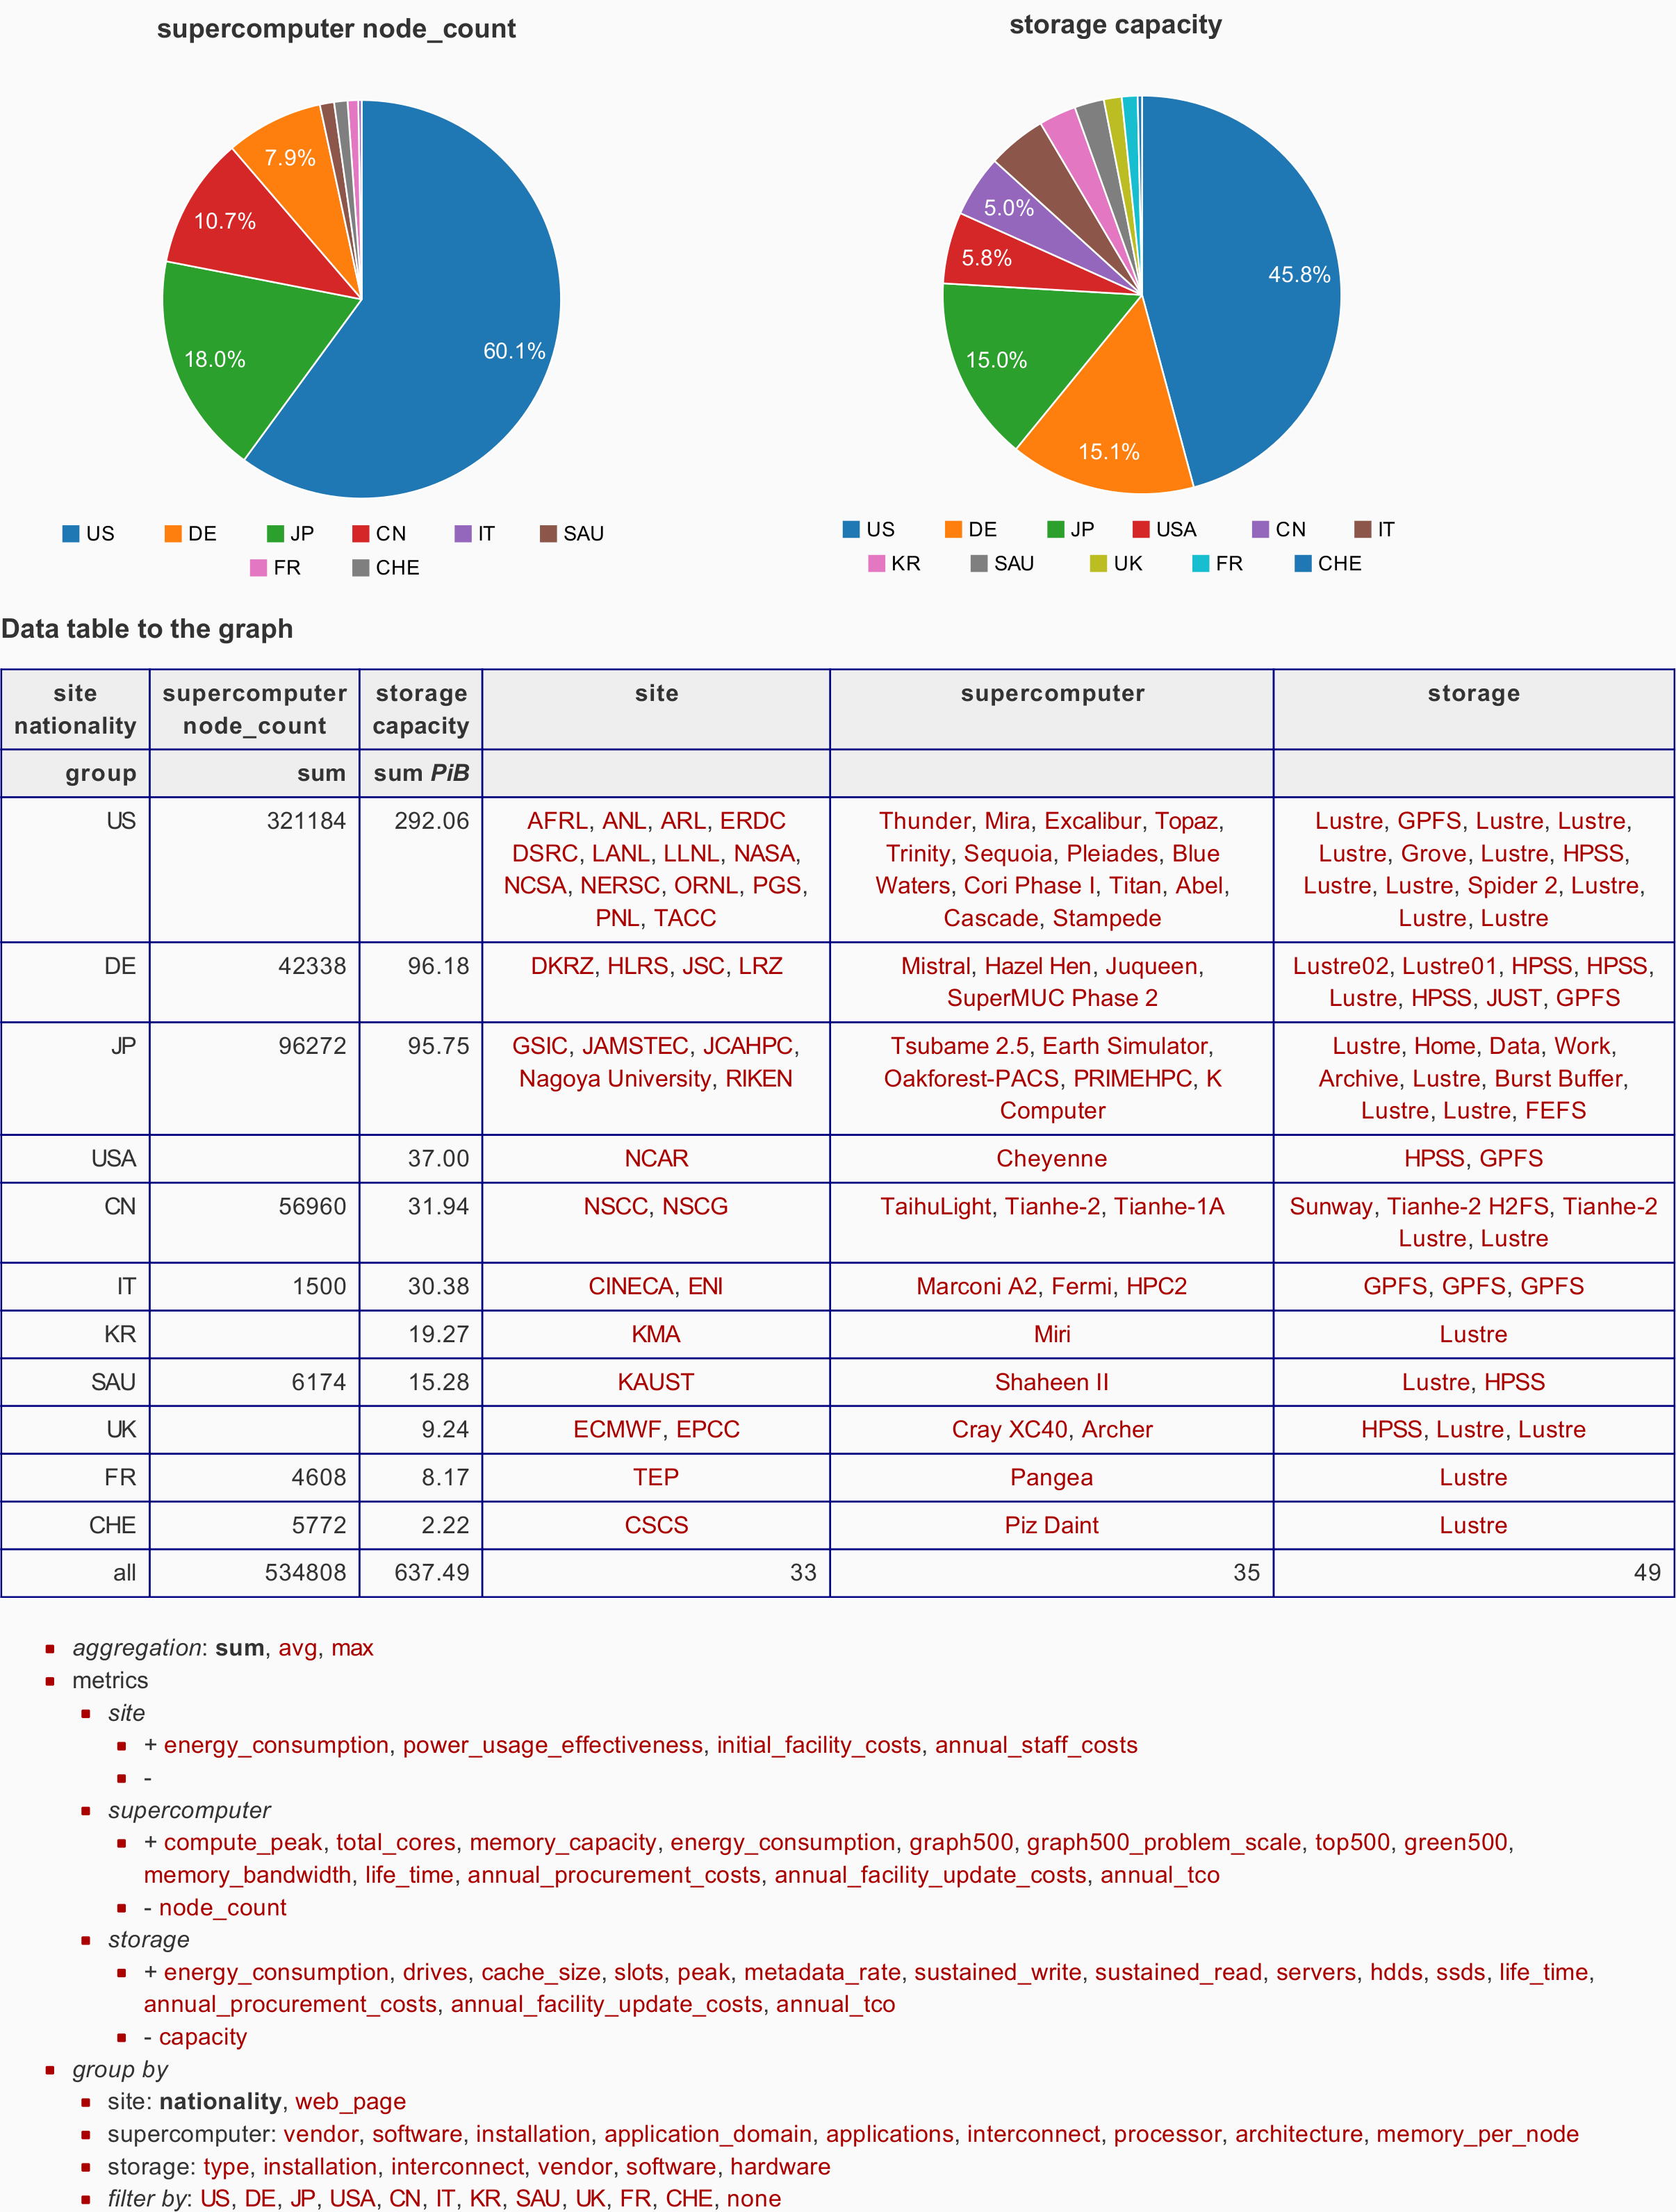 supercomputer node_count
storage capacity
7.9%
10.7%
18.0%
60.1%
5.0%
5.8%
15.0%
15.1%
45.8%
US DE JP CN IT SAU
FR CHE
US DE JP USA CN IT
KR SAU UK FR CHE
Data table to the graph
site nationality supercomputer node_count storage capacity site supercomputer storage
group sum sum PiB
US 321184 292.06 AFRL, ANL, ARL, ERDC Thunder, Mira, Excalibur, Topaz, Lustre, GPFS, Lustre, Lustre,
DSRC, LANL, LLNL, NASA, Trinity, Sequoia, Pleiades, Blue Lustre, Grove, Lustre, HPSS,
NCSA, NERSC, ORNL, PGS, Waters, Cori Phase I, Titan, Abel, Lustre, Lustre, Spider 2, Lustre,
PNL, TACC Cascade, Stampede Lustre, Lustre
DE 42338 96.18 DKRZ, HLRS, JSC, LRZ Mistral, Hazel Hen, Juqueen, Lustre02, Lustre01, HPSS, HPSS,
SuperMUC Phase 2 Lustre, HPSS, JUST, GPFS
JP 96272 95.75 GSIC, JAMSTEC, JCAHPC, Tsubame 2.5, Earth Simulator, Lustre, Home, Data, Work,
Nagoya University, RIKEN Oakforest-PACS, PRIMEHPC, K Archive, Lustre, Burst Buffer,
Computer Lustre, Lustre, FEFS
USA 37.00 NCAR Cheyenne HPSS, GPFS
CN 56960 31.94 NSCC, NSCG TaihuLight, Tianhe-2, Tianhe-1A Sunway, Tianhe-2 H2FS, Tianhe-2
Lustre, Lustre
IT 1500 30.38 CINECA, ENI Marconi A2, Fermi, HPC2 GPFS, GPFS, GPFS
KR 19.27 KMA Miri Lustre
SAU 6174 15.28 KAUST Shaheen II Lustre, HPSS
UK 9.24 ECMWF, EPCC Cray XC40, Archer HPSS, Lustre, Lustre
FR 4608 8.17 TEP Pangea Lustre
CHE 5772 2.22 CSCS Piz Daint Lustre
all 534808 637.49 33 35 49
aggregation: sum, avg, max
metrics
site
+ energy_consumption, power_usage_effectiveness, initial_facility_costs, annual_staff_costs
-
supercomputer
+ compute_peak, total_cores, memory_capacity, energy_consumption, graph500, graph500_problem_scale, top500, green500,
memory_bandwidth, life_time, annual_procurement_costs, annual_facility_update_costs, annual_tco
- node_count
storage
+ energy_consumption, drives, cache_size, slots, peak, metadata_rate, sustained_write, sustained_read, servers, hdds, ssds, life_time,
annual_procurement_costs, annual_facility_update_costs, annual_tco
- capacity
group by
site: nationality, web_page
supercomputer: vendor, software, installation, application_domain, applications, interconnect, processor, architecture, memory_per_node
storage: type, installation, interconnect, vendor, software, hardware
filter by: US, DE, JP, USA, CN, IT, KR, SAU, UK, FR, CHE, none